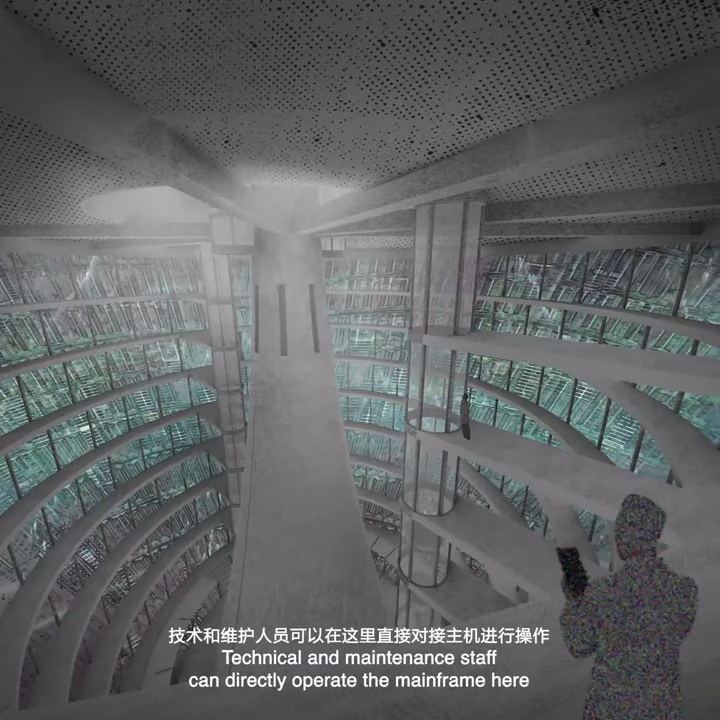 技术和维护人员可以在这里直接对接主机进行操作
Technical and maintenance staff
can directly operate the mainframe here